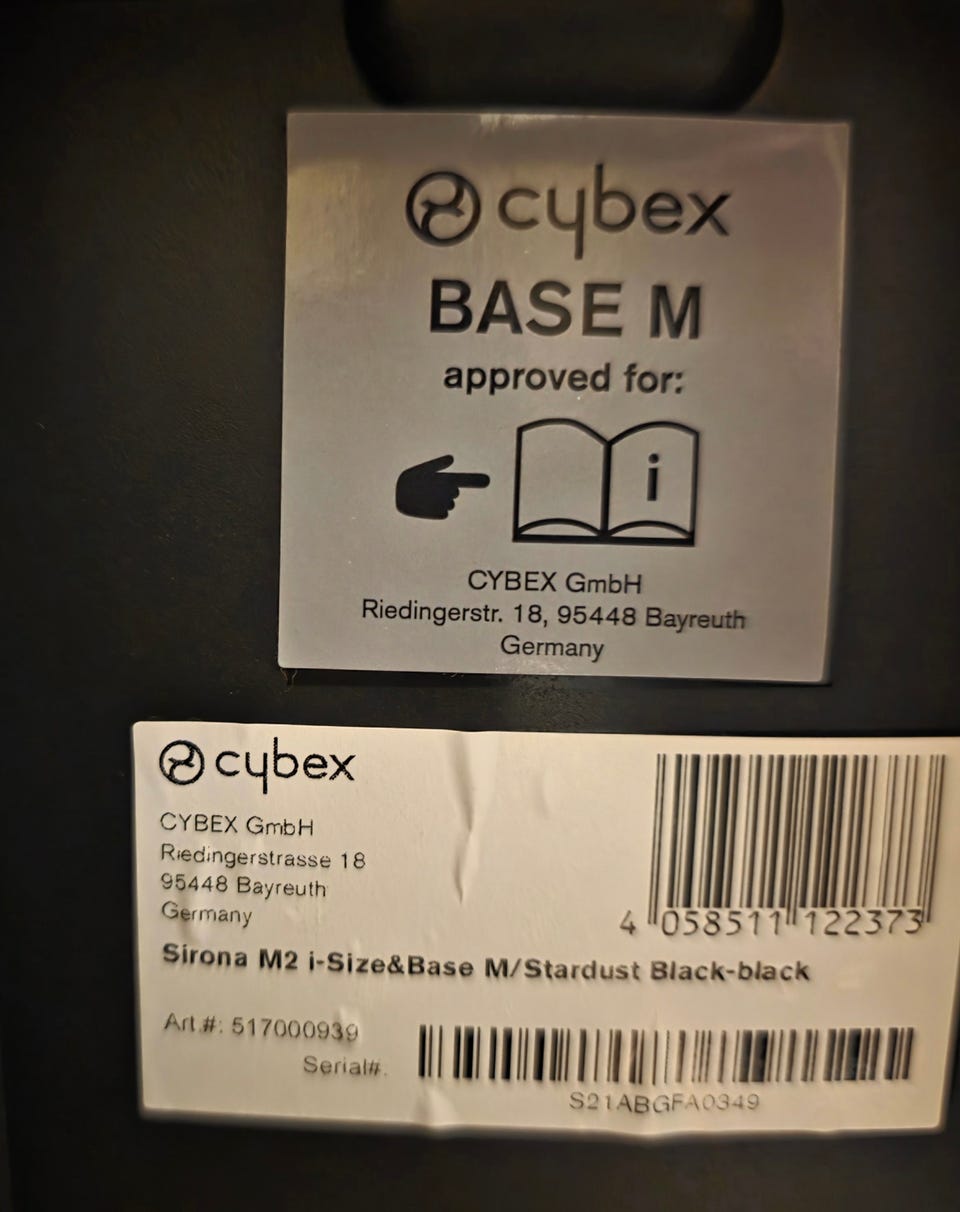 cybex
BASE M
approved for:
i
CYBEX GmbH
Riedingerstr. 18, 95448 Bayreuth
Germany
cybex
CYBEX GmbH
Riedingerstrasse 18
95448 Bayreuth
Germany
4 058511 122373
Sirona M2 i-Size&Base M/Stardust Black-black
Art.#: 517000939
Serial#.
S21ABGFA0349